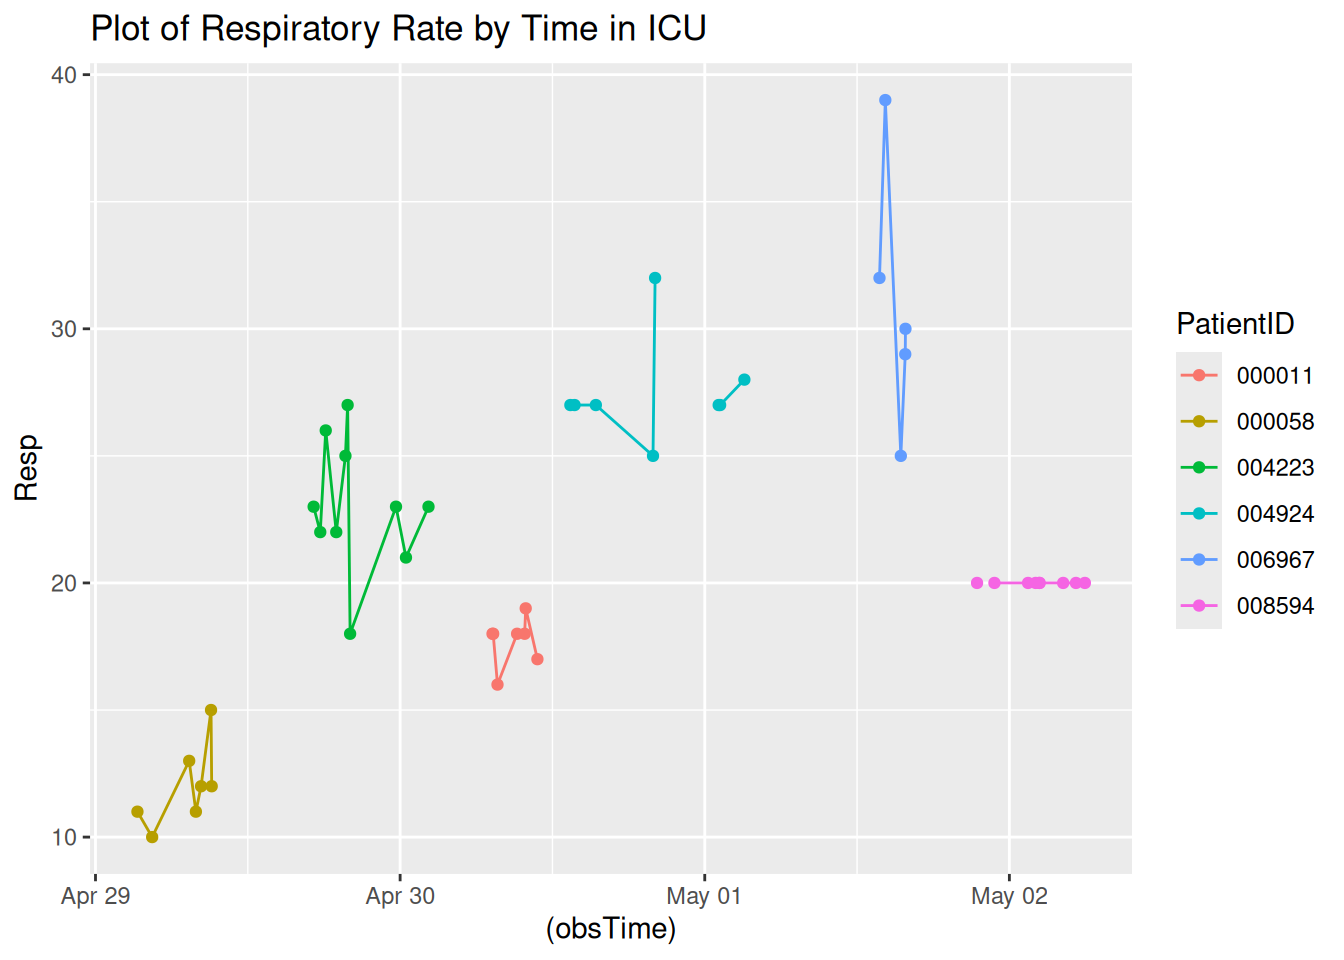 Plot of Respiratory Rate by Time in ICU
40
30
20
10
Resp
Apr 29
Apr 30
May 01
May 02
(obsTime)
PatientID
000011
000058
004223
004924
006967
008594